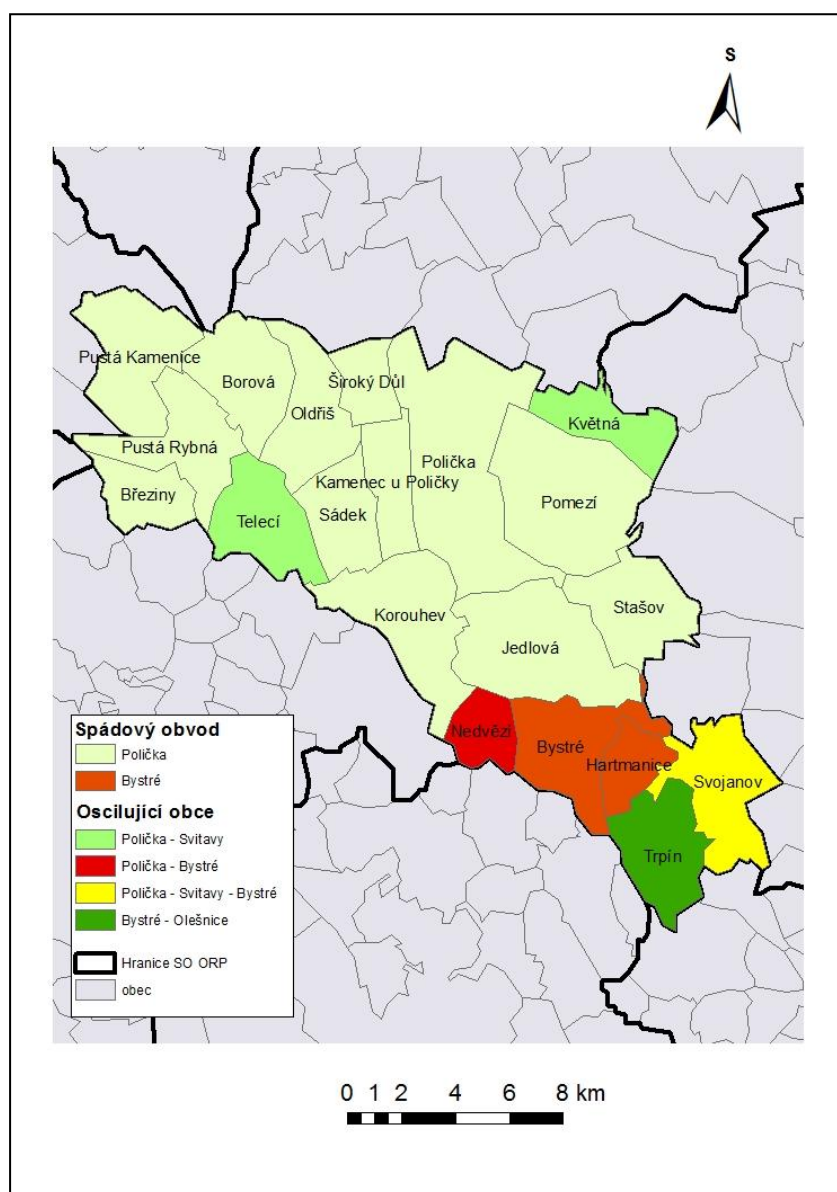 S
Pustá Kamenice
Borová
Široký Důl
Oldřiš
Květná
Pustá Rybná
Polička
Kamenec u Poličky
Březiny
Pomezí
Telecí
Sádek
Korouhev
Stašov
Jedlová
Nedvězí
Bystré
Hartmanice
Svojanov
Trpín
Spádový obvod
Polička
Bystré
Oscilující obce
Polička - Svitavy
Polička - Bystré
Polička - Svitavy - Bystré
Bystré - Olešnice
Hranice SO ORP
obec
0 1 2 4 6 8 km